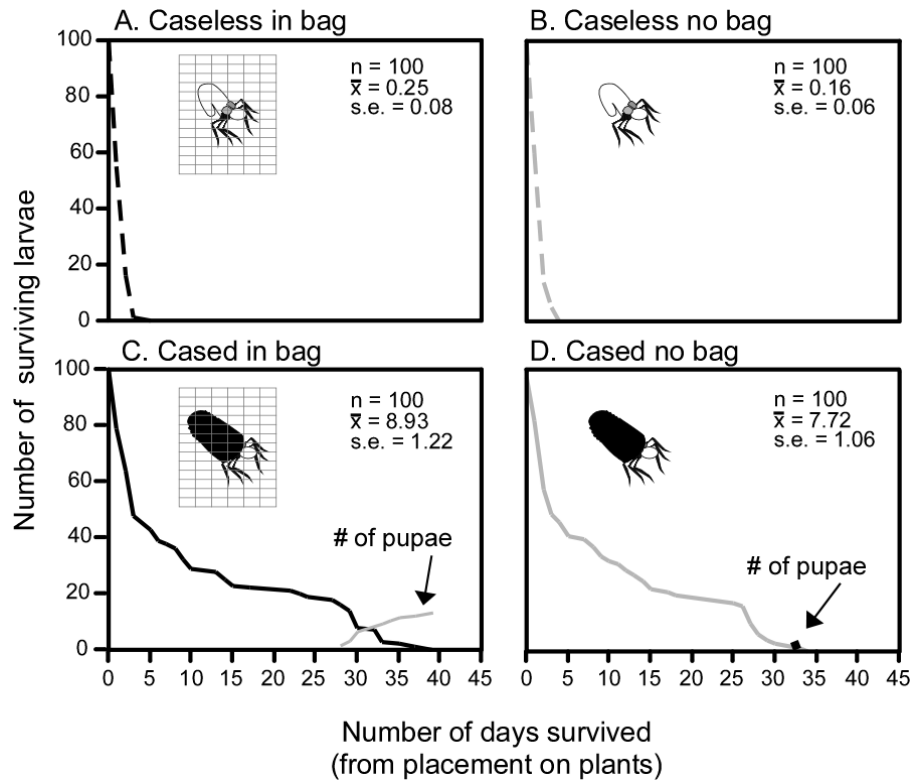 A. Caseless in bag
n = 100
x̅ = 0.25
s.e. = 0.08
100
80
60
40
20
0
B. Caseless no bag
n = 100
x̅ = 0.16
s.e. = 0.06
C. Cased in bag
n = 100
x̅ = 8.93
s.e. = 1.22
# of pupae
100
80
60
40
20
0
0 5 10 15 20 25 30 35 40 45
D. Cased no bag
n = 100
x̅ = 7.72
s.e. = 1.06
# of pupae
0 5 10 15 20 25 30 35 40 45
Number of surviving larvae
Number of days survived
(from placement on plants)